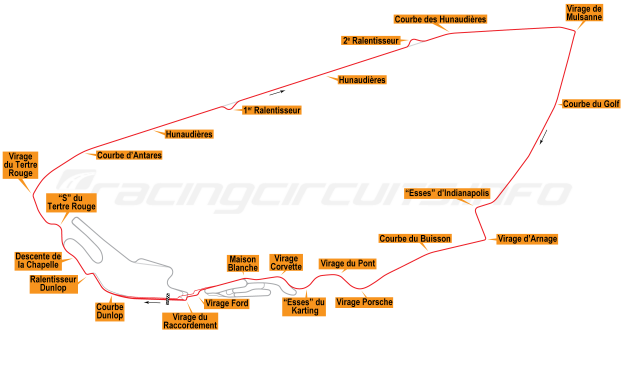 Virage de
Mulsanne
Courbe des Hunaudières
2e Ralentisseur
Hunaudières
Courbe du Golf
1er Ralentisseur
Hunaudières
Virage
du Tertre
Rouge
Courbe d'Antares
"Esses" d'Indianapolis
"S" du
Tertre Rouge
racingcircuits.info
Courbe du Buisson
Virage d'Arnage
Descente de
la Chapelle
Maison
Blanche
Virage
Corvette
Virage du Pont
Ralentisseur
Dunlop
Courbe
Dunlop
Virage Ford
"Esses" du
Karting
Virage Porsche
Virage du
Raccordement